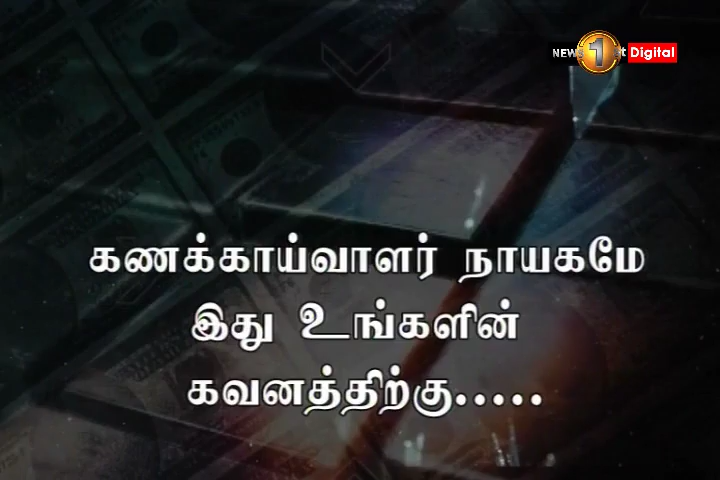 NEWS 1st Digital
கணக்காய்வாளர் நாயகமே
இது உங்களின்
கவனத்திற்கு.....